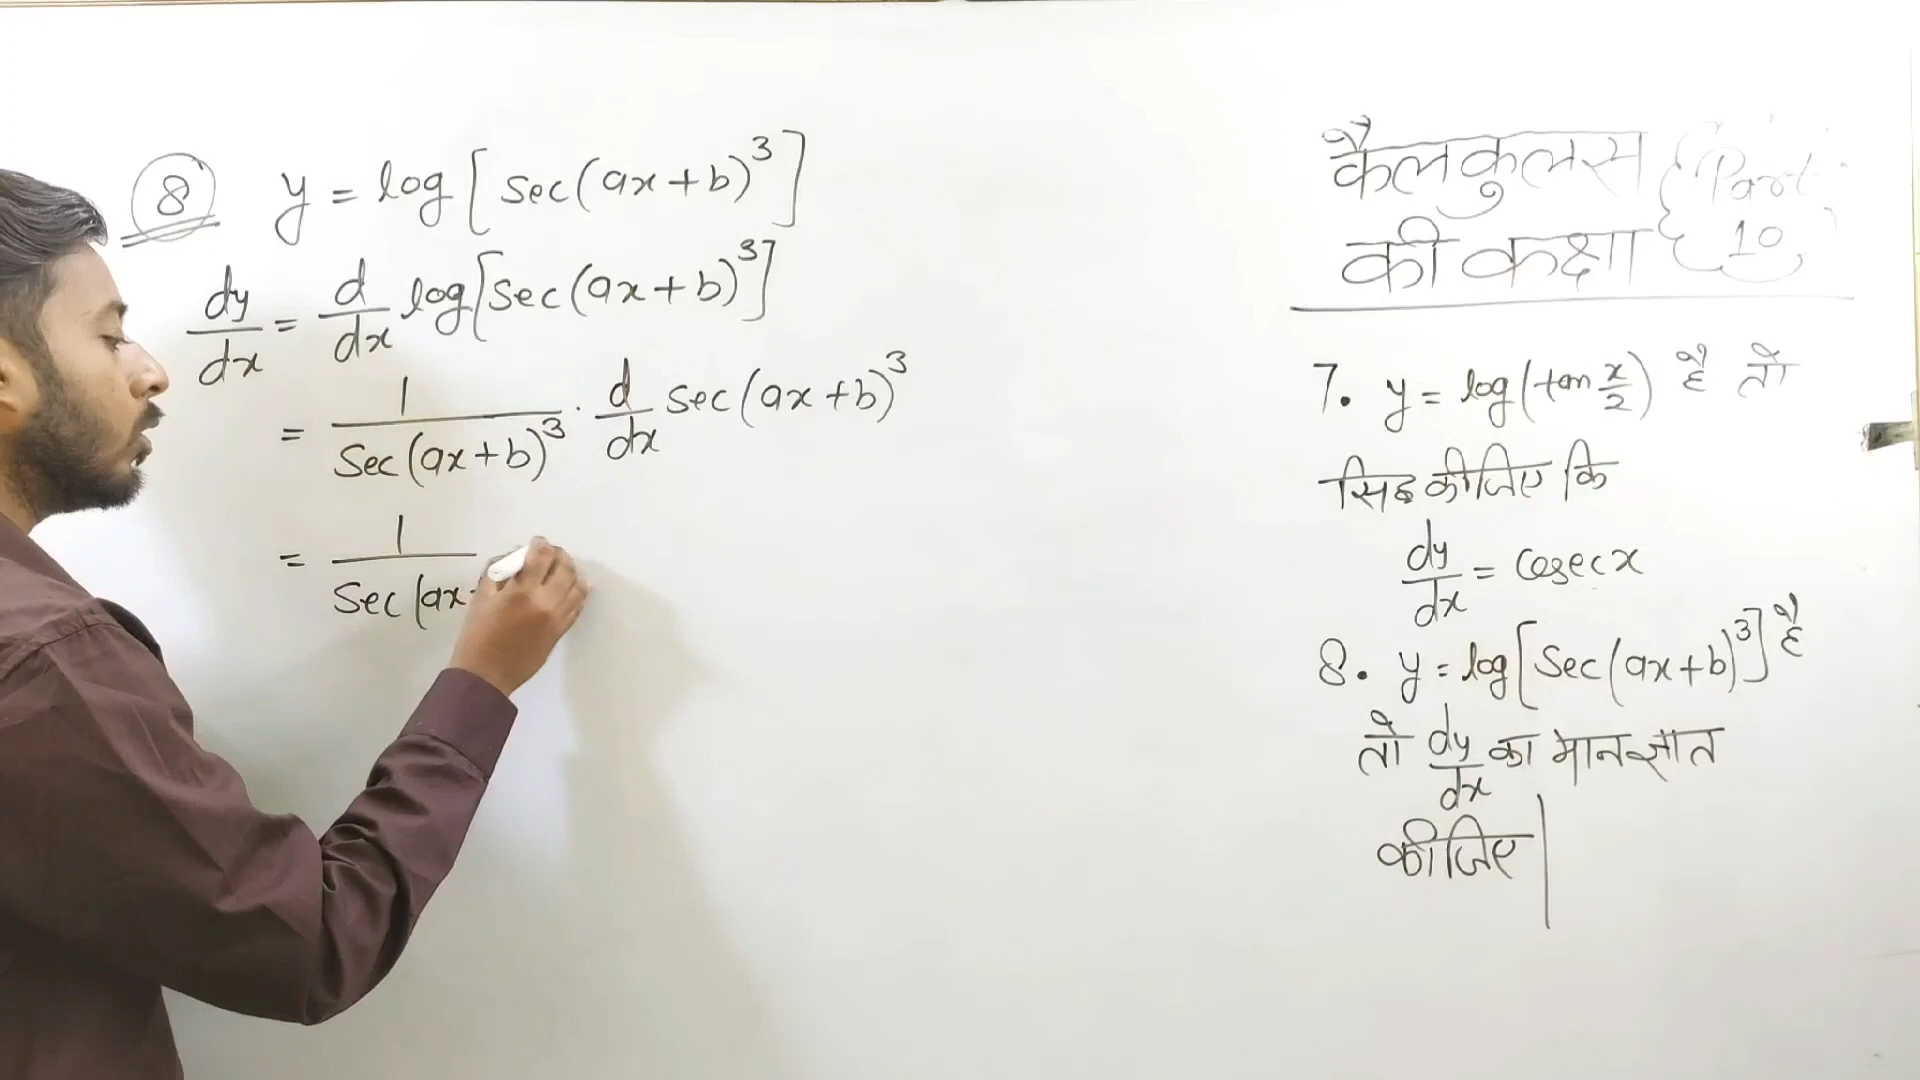 8 y = log[sec(ax+b)^3]
dy/dx = d/dx log[sec(ax+b)^3]
= 1/sec(ax+b)^3 · d/dx sec(ax+b)^3
= 1/sec(ax
कैलकुलस
की कक्षा
{Part
10
7. y = log(tan x/2) है तो
सिद्ध कीजिए कि
dy/dx = cosecx
8. y = log[sec(ax+b)^3] है
तो dy/dx का मान ज्ञात
कीजिए|